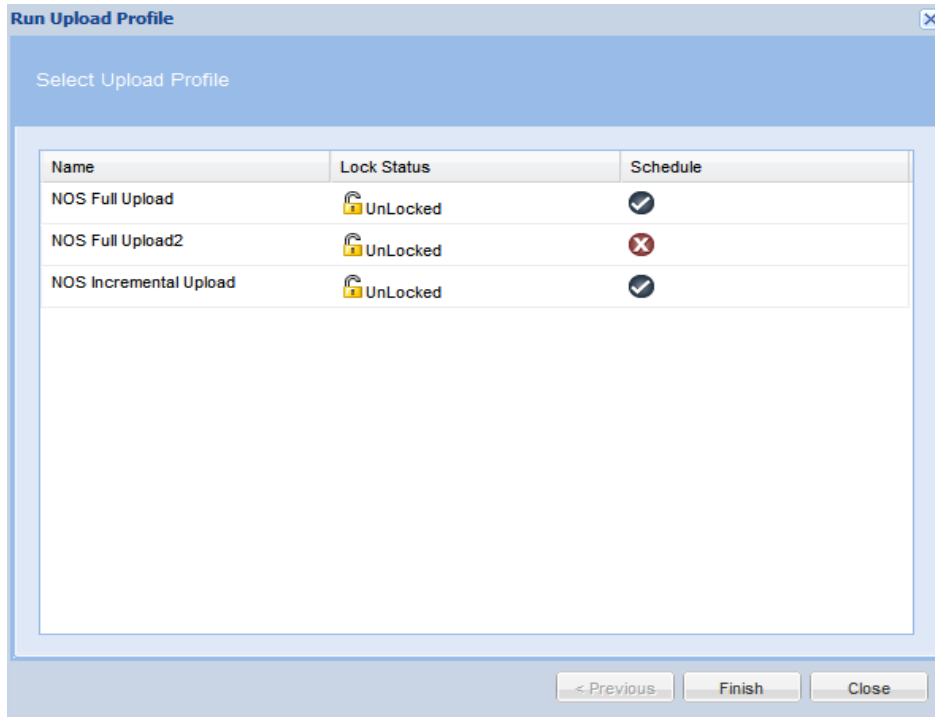 Run Upload Profile
Select Upload Profile
Name Lock Status Schedule
NOS Full Upload UnLocked
NOS Full Upload2 UnLocked
NOS Incremental Upload UnLocked
< Previous Finish Close